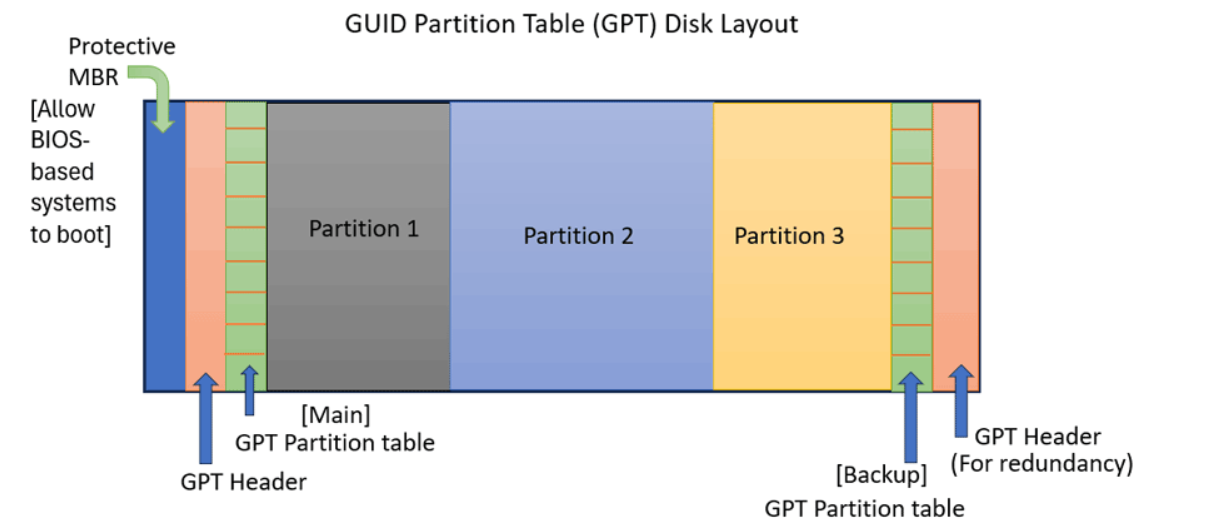 GUID Partition Table (GPT) Disk Layout
Protective
MBR
[Allow
BIOS-
based
systems
to boot]
Partition 1
Partition 2
Partition 3
[Main]
GPT Partition table
GPT Header
GPT Header
(For redundancy)
[Backup]
GPT Partition table